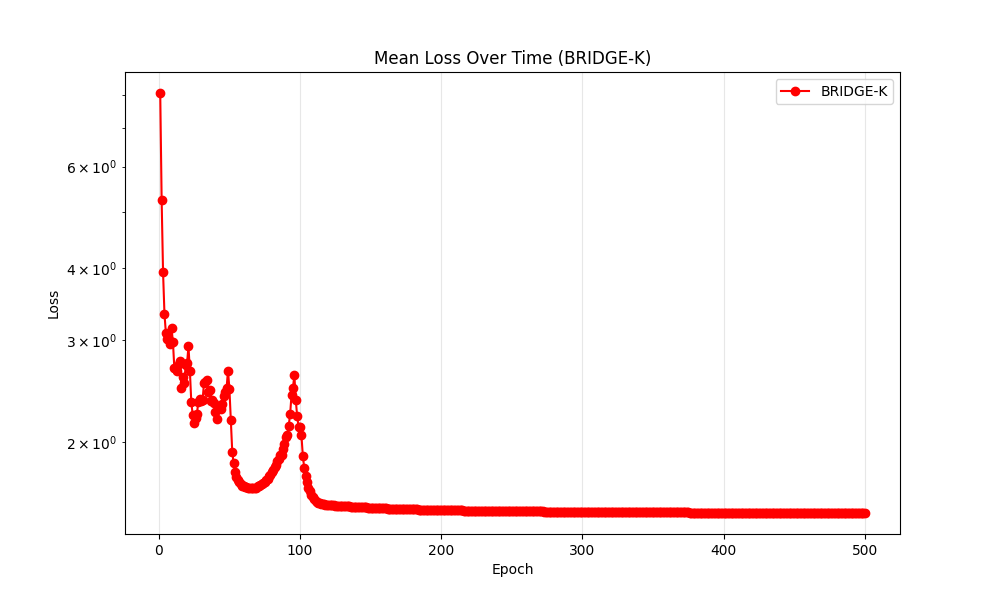 Mean Loss Over Time (BRIDGE-K)
BRIDGE-K
6 × 10⁰
4 × 10⁰
3 × 10⁰
2 × 10⁰
Loss
0 100 200 300 400 500
Epoch